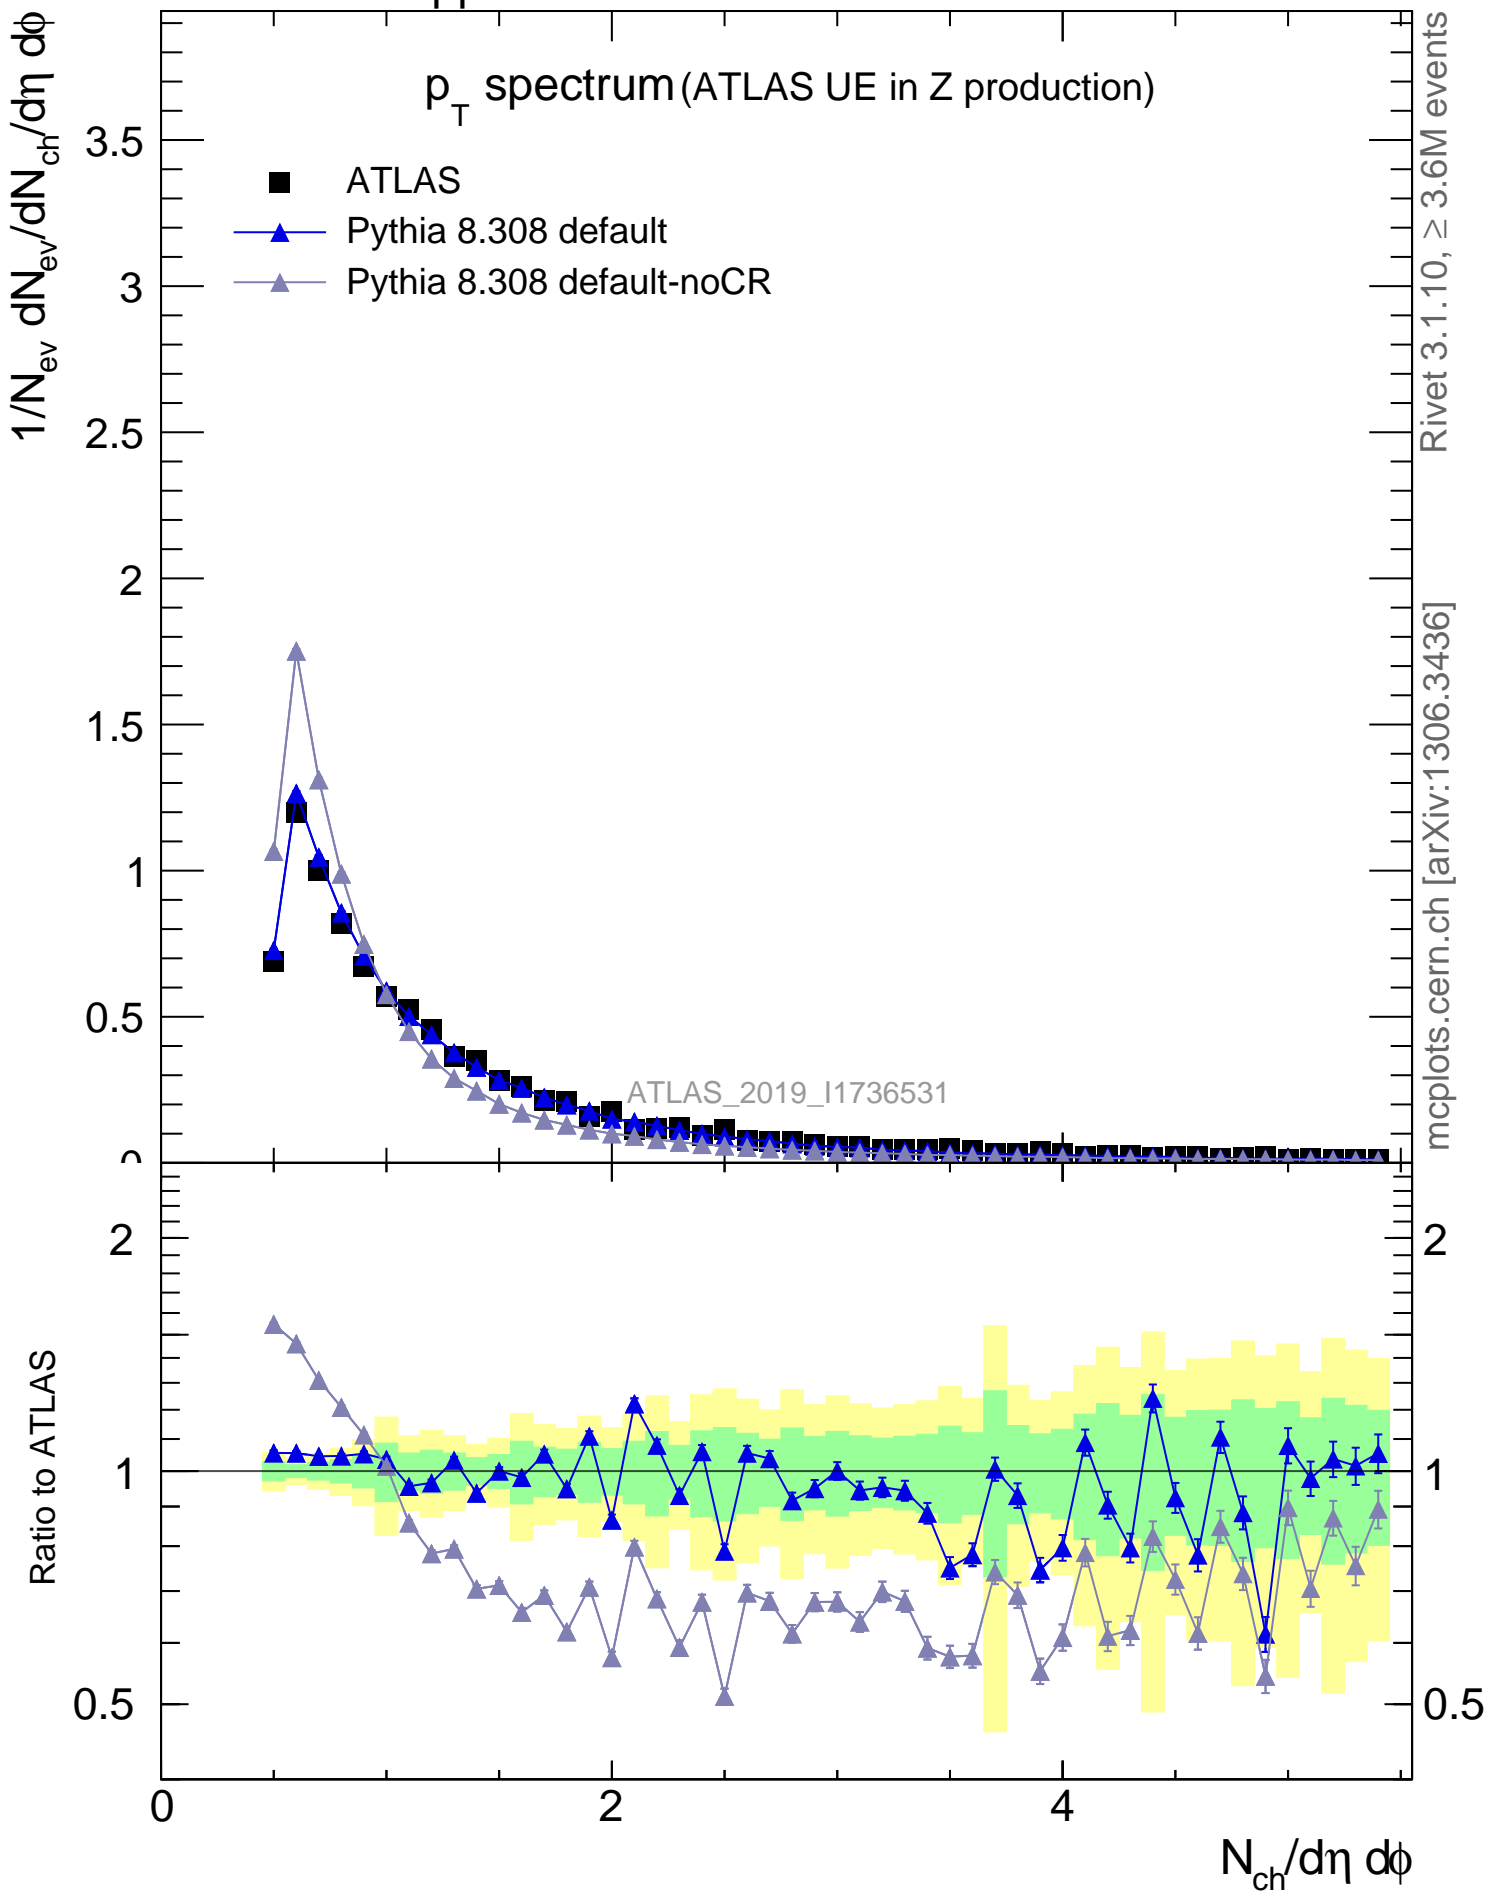 pp
1/N_ev dN_ev/dN_ch/dη dϕ
p_T spectrum (ATLAS UE in Z production)
ATLAS
Pythia 8.308 default
Pythia 8.308 default-noCR
3.5
3
2.5
2
1.5
1
0.5
0
ATLAS_2019_I1736531
Rivet 3.1.10, ≥ 3.6M events
mcplots.cern.ch [arXiv:1306.3436]
Ratio to ATLAS
2
1
0.5
2
1
0.5
0 2 4
N_ch/dη dϕ